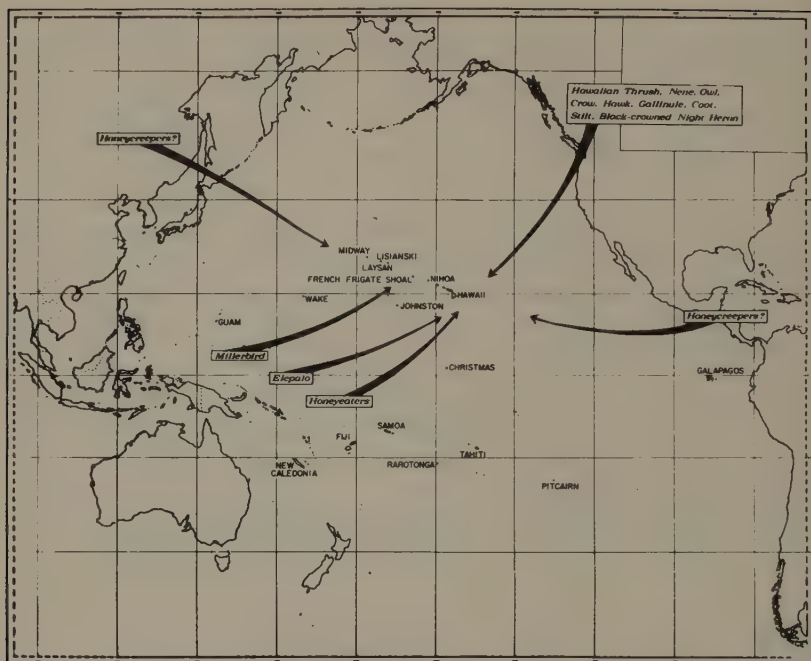 Hawaiian Thrush, Nene, Owl,
Crow, Hawk, Gallinule, Coot,
Stilt, Black-crowned Night Heron
Honeycreepers?
MIDWAY
LISIANSKI
LAYSAN
FRENCH FRIGATE SHOAL
NIHOA
HAWAII
WAKE
JOHNSTON
GUAM
Honeycreepers?
Millerbird
Elepaio
CHRISTMAS
GALAPAGOS
Honeyeaters
SAMOA
FIJI
TAHITI
NEW
CALEDONIA
RAROTONGA
PITCAIRN